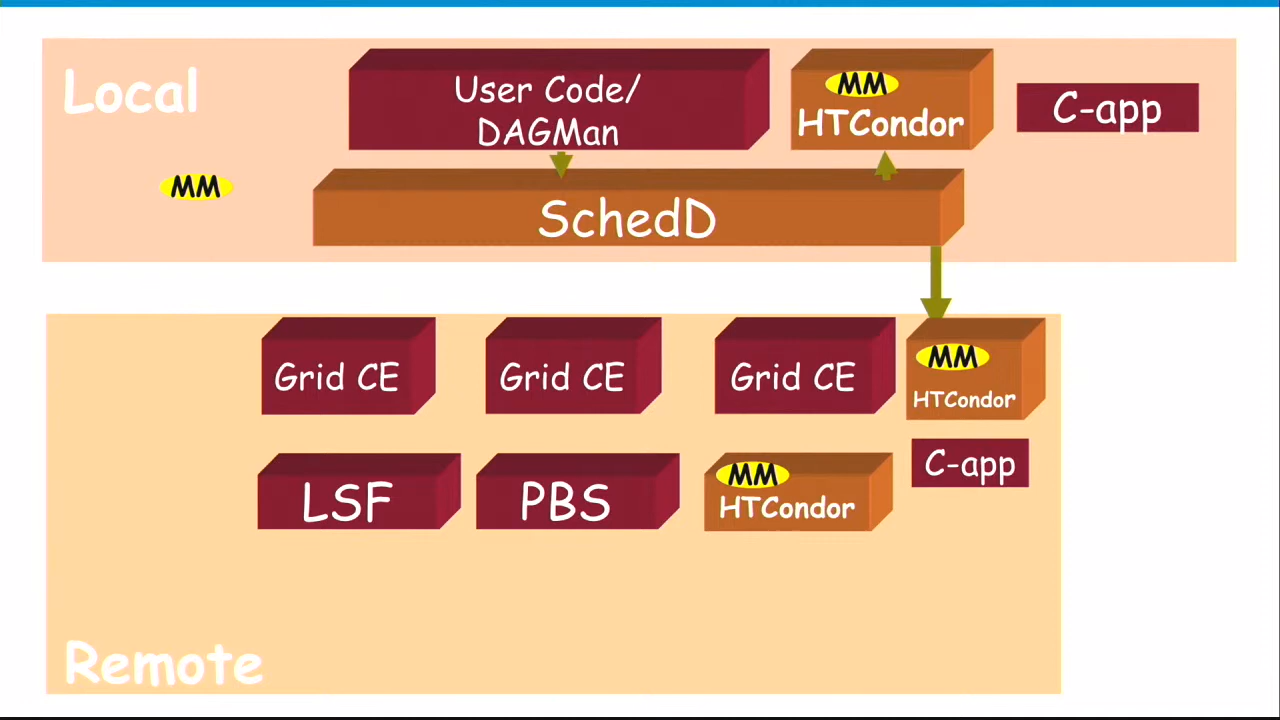 Local
User Code/
DAGMan
MM
HTCondor
C-app
MM
SchedD
Grid CE
Grid CE
Grid CE
MM
HTCondor
LSF
PBS
MM
HTCondor
C-app
Remote